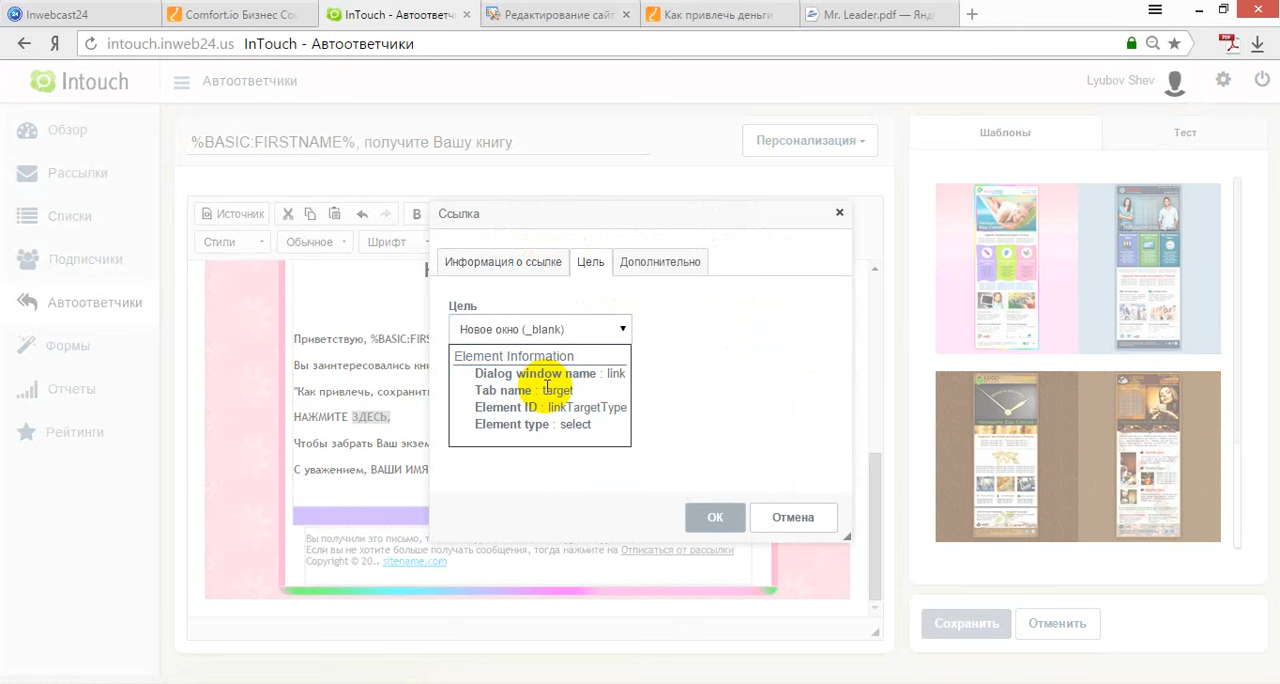 Inwebcast24
Comfort.io Бизнес Со
InTouch - Автоответч
Редактирование сайт
Как привлечь деньги
Mr. Leader.pdf — Янд
intouch.inweb24.us InTouch - Автоответчики
Intouch
Автоответчики
Lyubov Shev
Обзор
Рассылки
Списки
Подписчики
Автоответчики
Формы
Отчеты
Рейтинги
%BASIC:FIRSTNAME%, получите Вашу книгу
Персонализация
Источник
B
Стили
Обычное
Шрифт
Приветствую, %BASIC:FIRS
Вы заинтересовались кни
"Как привлечь, сохранит
НАЖМИТЕ ЗДЕСЬ,
Чтобы забрать Ваш экзем
С уважением, ВАШИ ИМЯ
Вы получили это письмо, т
Если вы не хотите больше получать сообщения, тогда нажмите на Отписаться от рассылки
Copyright © 20.. sitename.com
Ссылка
Информация о ссылке
Цель
Дополнительно
Цель
Новое окно (_blank)
Element Information
Dialog window name : link
Tab name : target
Element ID : linkTargetType
Element type : select
ОК
Отмена
Шаблоны
Тест
Сохранить
Отменить